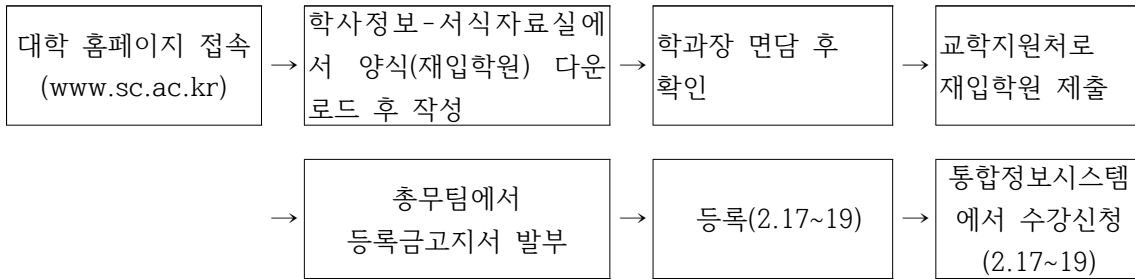 대학 홈페이지 접속
(www.sc.ac.kr)
→
학사정보-서식자료실에
서 양식(재입학원) 다운
로드 후 작성
→
학과장 면담 후
확인
→
교학지원처로
재입학원 제출
→
총무팀에서
등록금고지서 발부
→
등록(2.17~19)
→
통합정보시스템
에서 수강신청
(2.17~19)